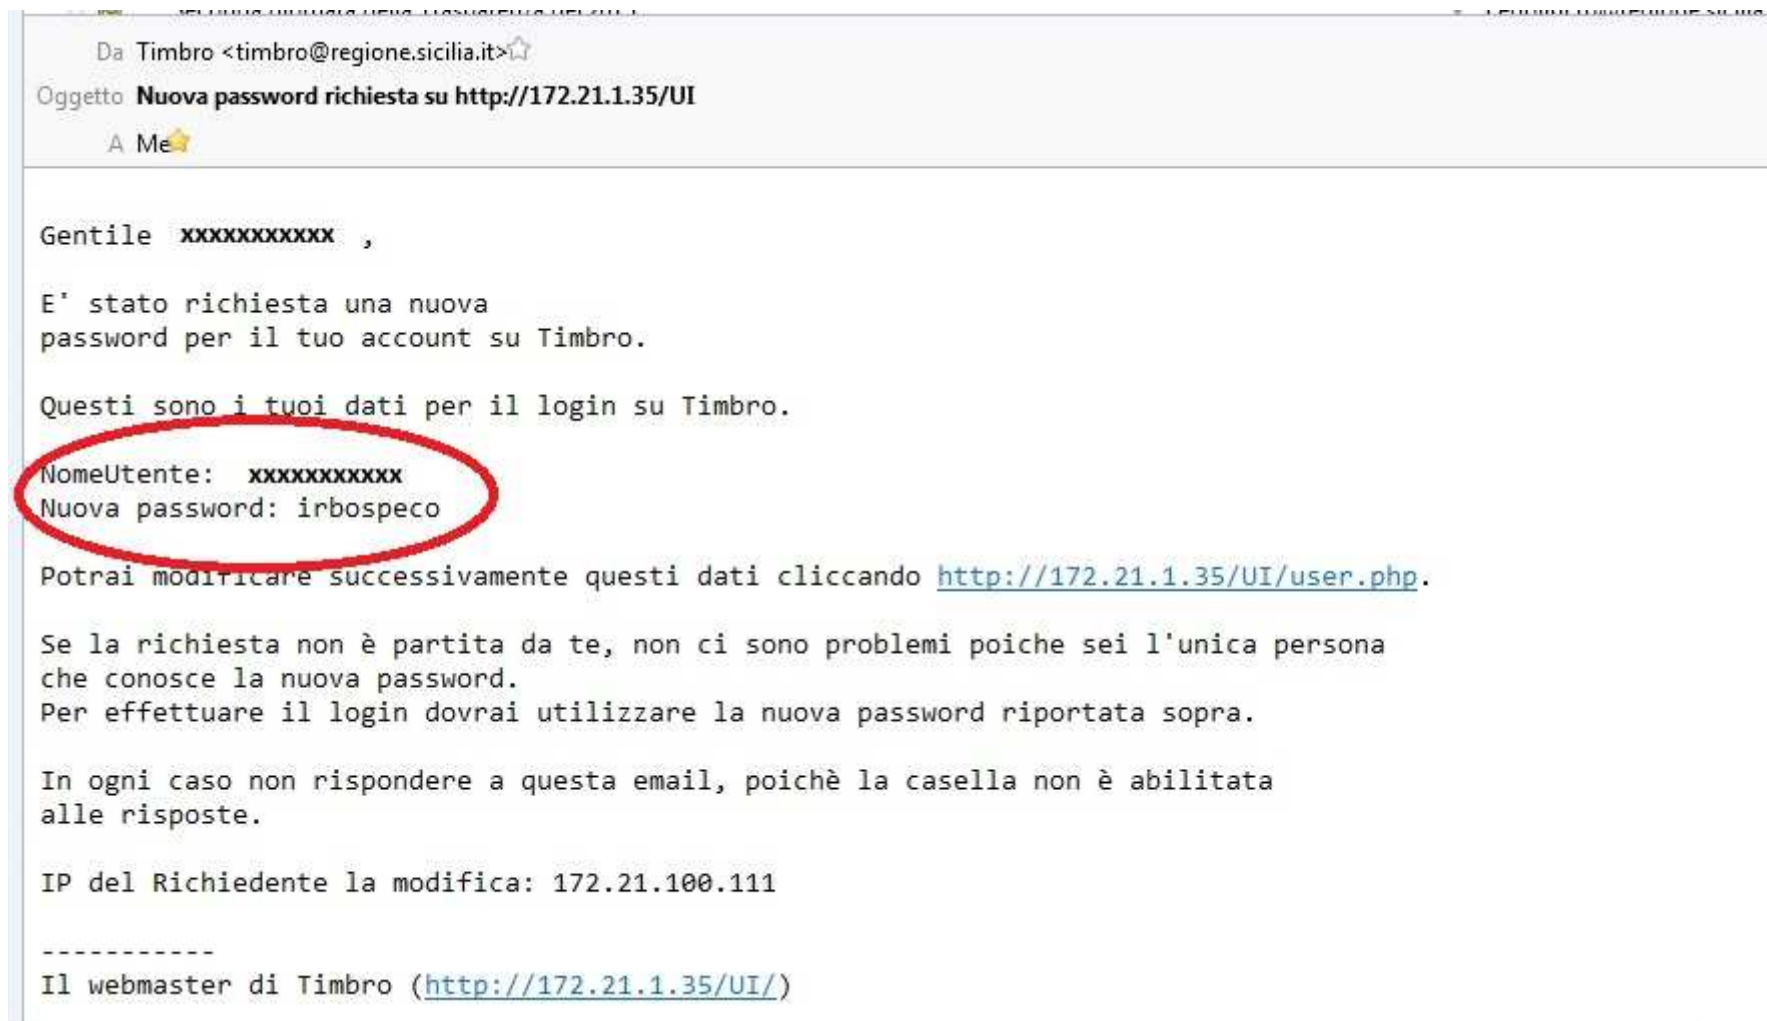 Da Timbro <timbro@regione.sicilia.it>
Oggetto Nuova password richiesta su http://172.21.1.35/UI
A Me
Gentile xxxxxxxxxxx ,
E' stato richiesta una nuova
password per il tuo account su Timbro.
Questi sono i tuoi dati per il login su Timbro.
NomeUtente: xxxxxxxxxxx
Nuova password: irbospeco
Potrai modificare successivamente questi dati cliccando http://172.21.1.35/UI/user.php.
Se la richiesta non è partita da te, non ci sono problemi poiche sei l'unica persona
che conosce la nuova password.
Per effettuare il login dovrai utilizzare la nuova password riportata sopra.
In ogni caso non rispondere a questa email, poichè la casella non è abilitata
alle risposte.
IP del Richiedente la modifica: 172.21.100.111
-----------
Il webmaster di Timbro (http://172.21.1.35/UI/)